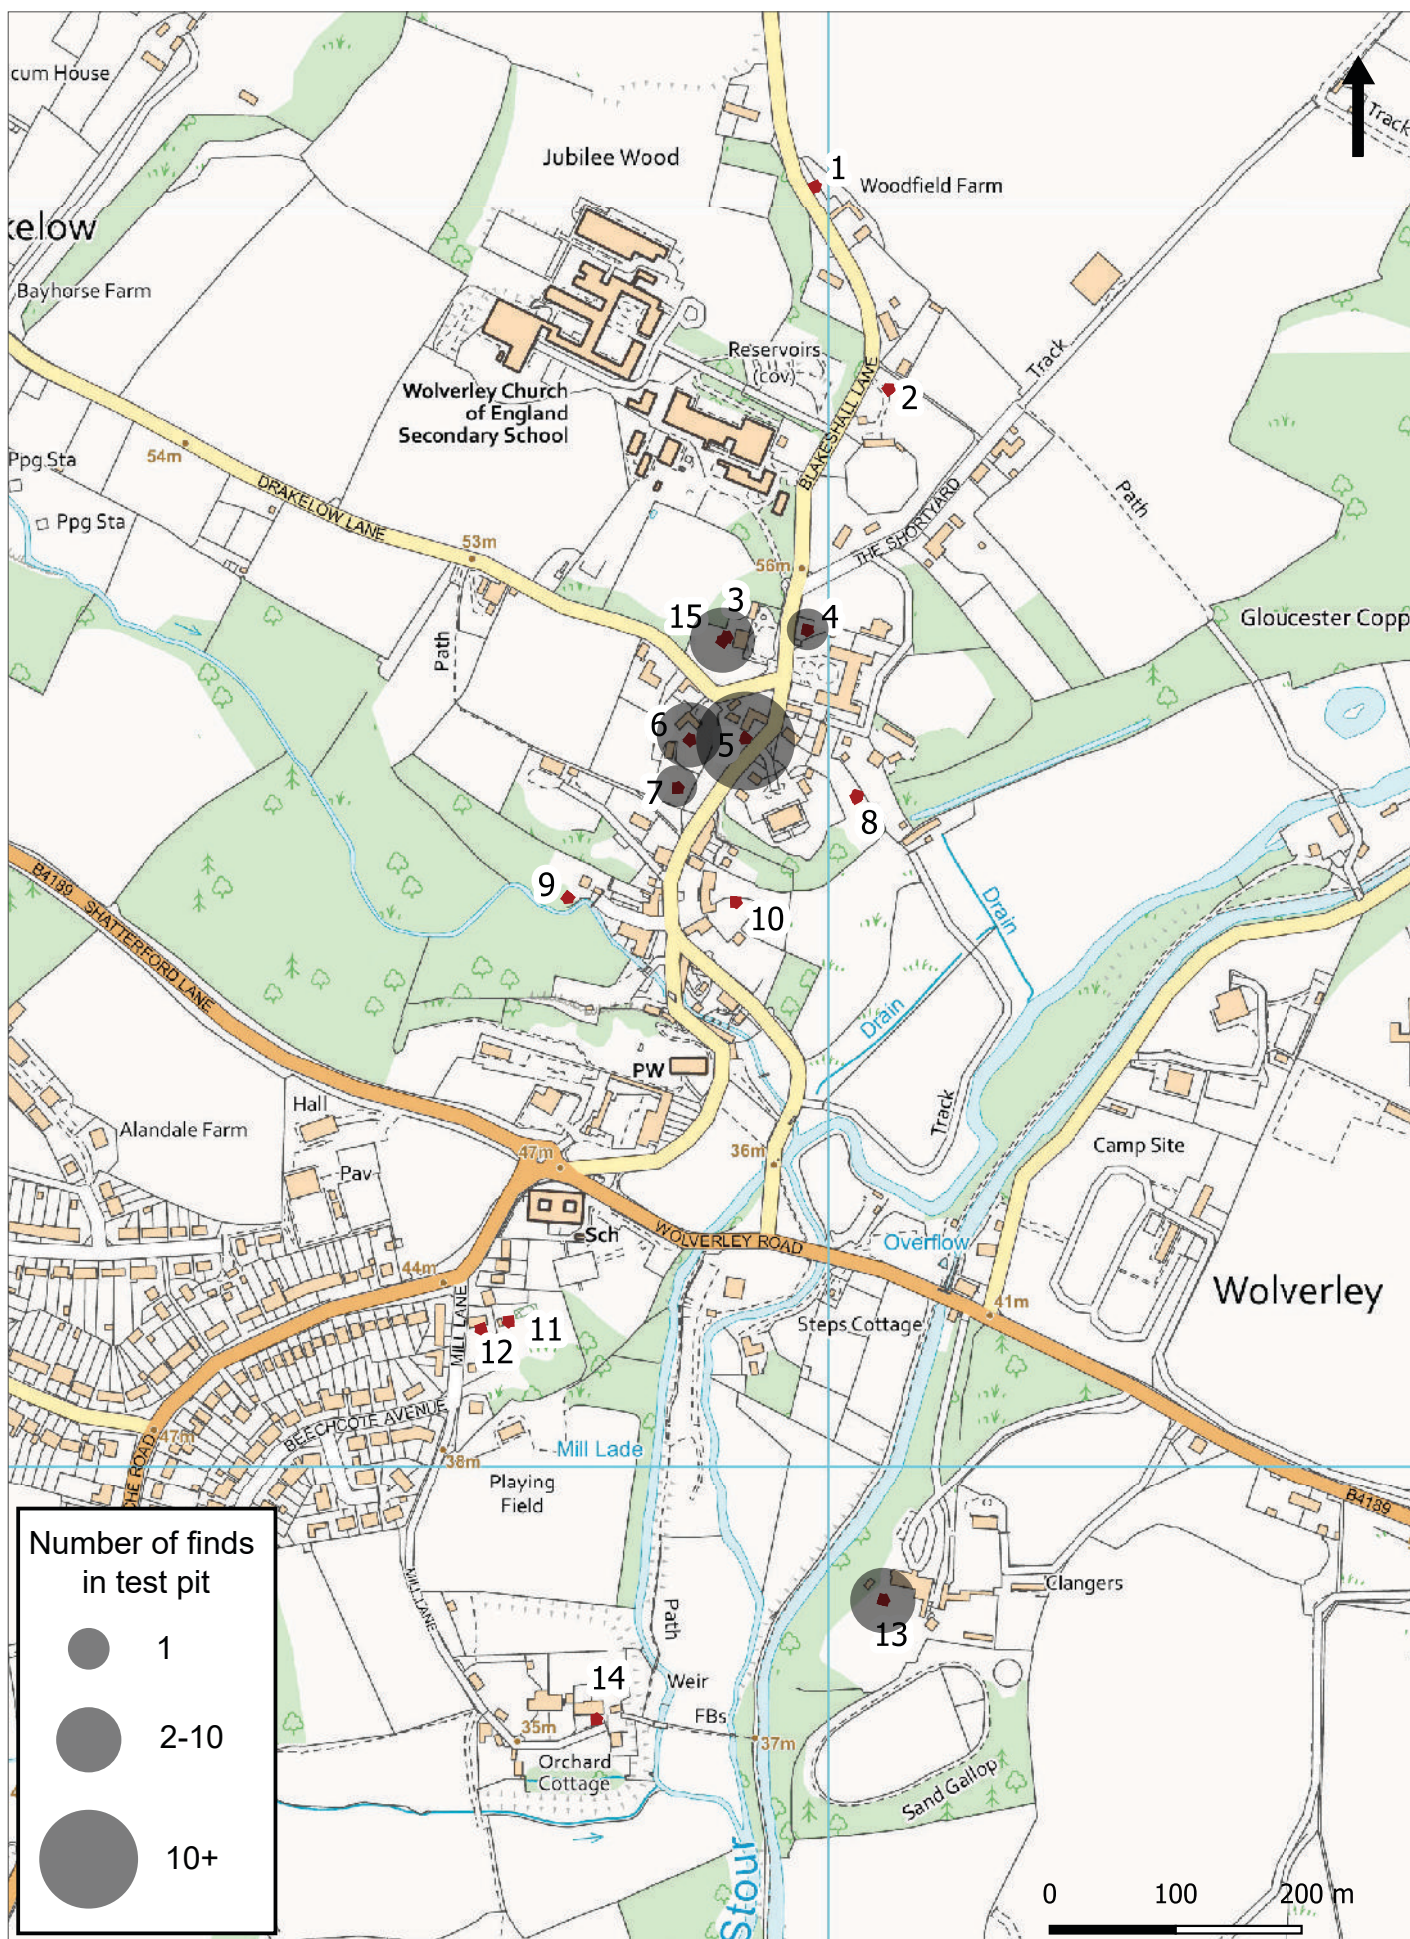 cum House
Track
Jubilee Wood
1
Woodfield Farm
kelow
Bayhorse Farm
Reservoirs
(cov)
Track
Wolverley Church
of England
Secondary School
BLAKESHALL LANE
2
54m
Ppg Sta
Ppg Sta
DRAKELOW LANE
Path
THE SHORTYARD
53m
56m
3
15
4
Gloucester Copp
Path
6
5
7
8
9
10
Drain
B4189
SHATTERFORD LANE
Drain
PW
Track
Hall
Alandale Farm
Camp Site
47m
36m
Pav
Sch
WOLVERLEY ROAD
Overflow
44m
Wolverley
41m
MILL LANE
11
12
Steps Cottage
BEECHCOTE AVENUE
47m
CHE ROAD
38m
Mill Lade
Playing
Field
B4189
Number of finds
in test pit
1
2-10
10+
MILL LANE
Path
Clangers
13
14
Weir
FBs
35m
37m
Orchard
Cottage
Sand Gallop
Stour
0 100 200 m